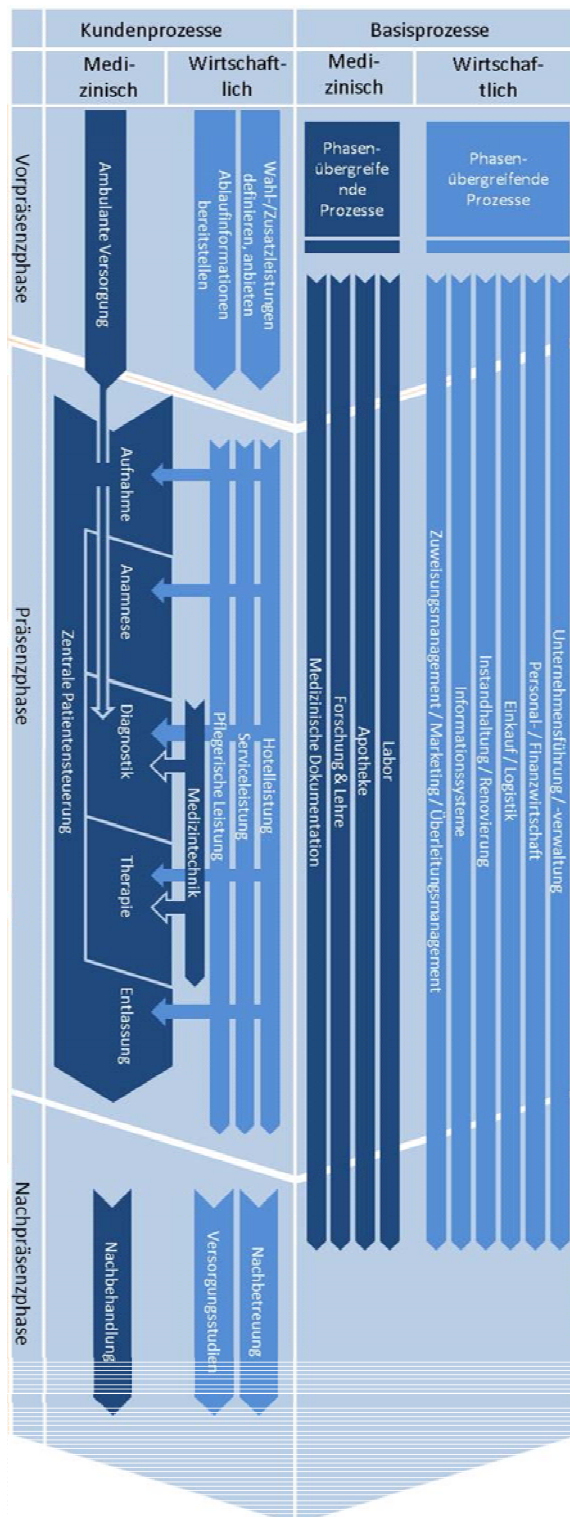 Kundenprozesse
Basisprozesse
Medi-
zinisch
Wirtschaft-
lich
Medi-
zinisch
Wirtschaf-
tlich
Vorpräsenzphase
Ambulante Versorgung
Wahl-/Zusatzleistungen
definieren, anbieten
Ablaufinformationen
bereitstellen
Phasen-
übergreife
nde
Prozesse
Phasen-
übergreifende
Prozesse
Präsenzphase
Aufnahme
Anamnese
Diagnostik
Therapie
Entlassung
Zentrale Patientensteuerung
Medizintechnik
Hotelleistung
Serviceleistung
Pflegerische Leistung
Labor
Apotheke
Forschung & Lehre
Medizinische Dokumentation
Unternehmensführung / -verwaltung
Personal- / Finanzwirtschaft
Einkauf / Logistik
Instandhaltung / Renovierung
Informationssysteme
Zuweisungsmanagement / Marketing / Überleitungsmanagement
Nachpräsenzphase
Nachbehandlung
Versorgungsstudien
Nachbetreuung